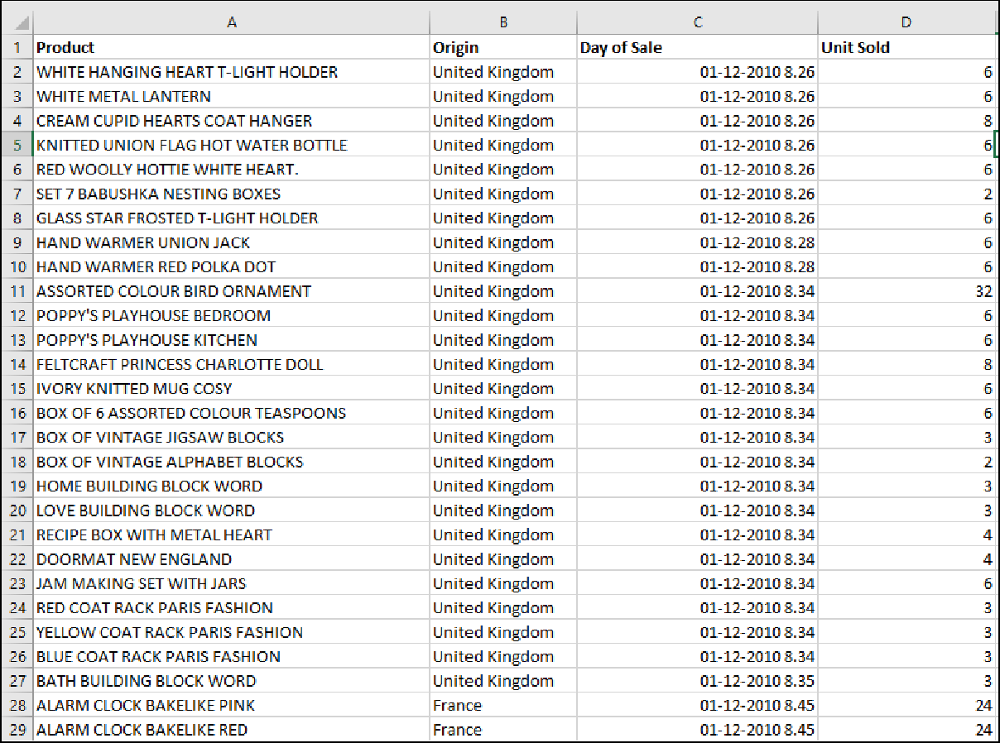 A B C D
1 Product Origin Day of Sale Unit Sold
2 WHITE HANGING HEART T-LIGHT HOLDER United Kingdom 01-12-2010 8.26 6
3 WHITE METAL LANTERN United Kingdom 01-12-2010 8.26 6
4 CREAM CUPID HEARTS COAT HANGER United Kingdom 01-12-2010 8.26 8
5 KNITTED UNION FLAG HOT WATER BOTTLE United Kingdom 01-12-2010 8.26 6
6 RED WOOLLY HOTTIE WHITE HEART. United Kingdom 01-12-2010 8.26 6
7 SET 7 BABUSHKA NESTING BOXES United Kingdom 01-12-2010 8.26 2
8 GLASS STAR FROSTED T-LIGHT HOLDER United Kingdom 01-12-2010 8.26 6
9 HAND WARMER UNION JACK United Kingdom 01-12-2010 8.28 6
10 HAND WARMER RED POLKA DOT United Kingdom 01-12-2010 8.28 6
11 ASSORTED COLOUR BIRD ORNAMENT United Kingdom 01-12-2010 8.34 32
12 POPPY'S PLAYHOUSE BEDROOM United Kingdom 01-12-2010 8.34 6
13 POPPY'S PLAYHOUSE KITCHEN United Kingdom 01-12-2010 8.34 6
14 FELTCRAFT PRINCESS CHARLOTTE DOLL United Kingdom 01-12-2010 8.34 8
15 IVORY KNITTED MUG COSY United Kingdom 01-12-2010 8.34 6
16 BOX OF 6 ASSORTED COLOUR TEASPOONS United Kingdom 01-12-2010 8.34 6
17 BOX OF VINTAGE JIGSAW BLOCKS United Kingdom 01-12-2010 8.34 3
18 BOX OF VINTAGE ALPHABET BLOCKS United Kingdom 01-12-2010 8.34 2
19 HOME BUILDING BLOCK WORD United Kingdom 01-12-2010 8.34 3
20 LOVE BUILDING BLOCK WORD United Kingdom 01-12-2010 8.34 3
21 RECIPE BOX WITH METAL HEART United Kingdom 01-12-2010 8.34 4
22 DOORMAT NEW ENGLAND United Kingdom 01-12-2010 8.34 4
23 JAM MAKING SET WITH JARS United Kingdom 01-12-2010 8.34 6
24 RED COAT RACK PARIS FASHION United Kingdom 01-12-2010 8.34 3
25 YELLOW COAT RACK PARIS FASHION United Kingdom 01-12-2010 8.34 3
26 BLUE COAT RACK PARIS FASHION United Kingdom 01-12-2010 8.34 3
27 BATH BUILDING BLOCK WORD United Kingdom 01-12-2010 8.35 3
28 ALARM CLOCK BAKELIKE PINK France 01-12-2010 8.45 24
29 ALARM CLOCK BAKELIKE RED France 01-12-2010 8.45 24